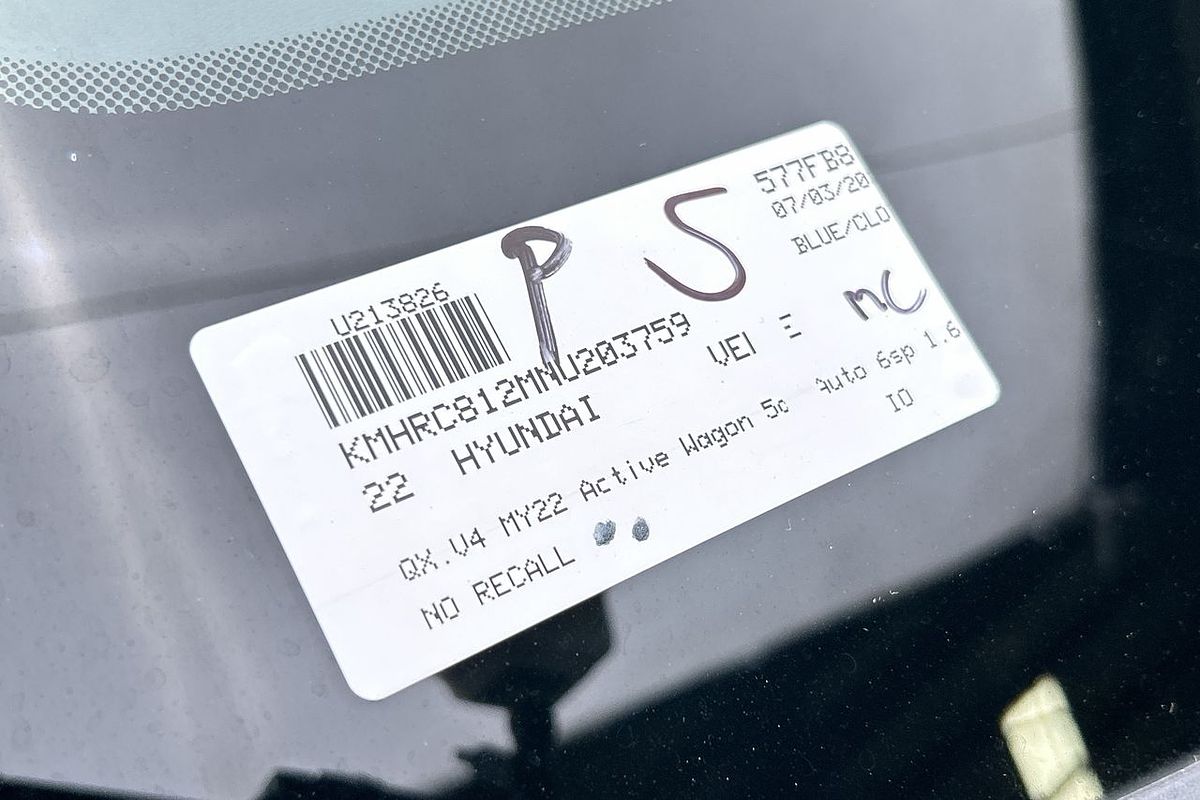 577FB8
07/03/20
BLUE/CLO
P S
MC
U213826
KMHRC812MNU203759
22 HYUNDAI VEI
QX.V4 MY22 Active Wagon Auto 6sp 1.6
NO RECALL IO